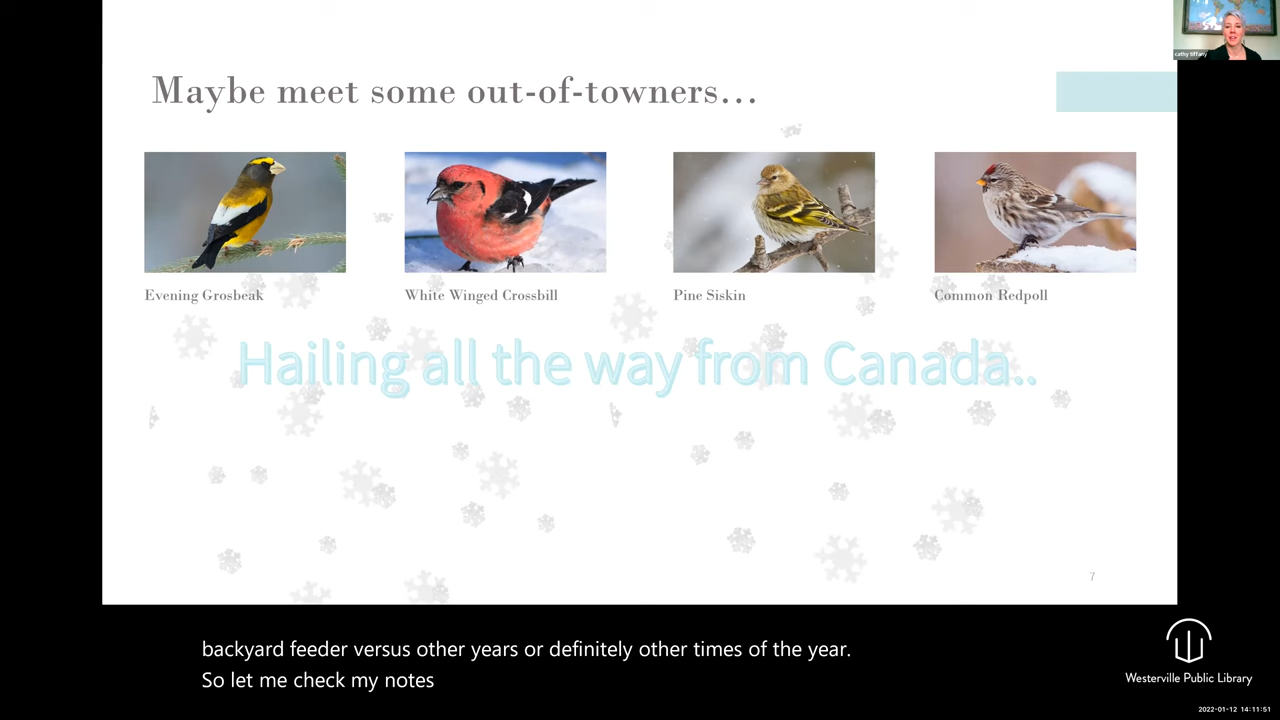 cathy tiffany
Maybe meet some out-of-towners...
Evening Grosbeak
White Winged Crossbill
Pine Siskin
Common Redpoll
Hailing all the way from Canada..
7
backyard feeder versus other years or definitely other times of the year.
So let me check my notes
Westerville Public Library
2022-01-12 14:11:51